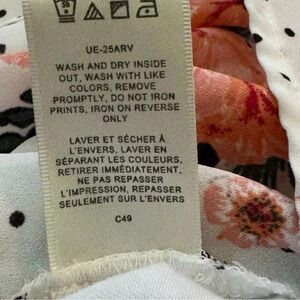 30
UE-25ARV
WASH AND DRY INSIDE
OUT, WASH WITH LIKE
COLORS, REMOVE
PROMPTLY, DO NOT IRON
PRINTS, IRON ON REVERSE
ONLY
LAVER ET SÉCHER À
L'ENVERS, LAVER EN
SÉPARANT LES COULEURS,
RETIRER IMMÉDIATEMENT,
NE PAS REPASSER
L'IMPRESSION, REPASSER
SEULEMENT SUR L'ENVERS
C49